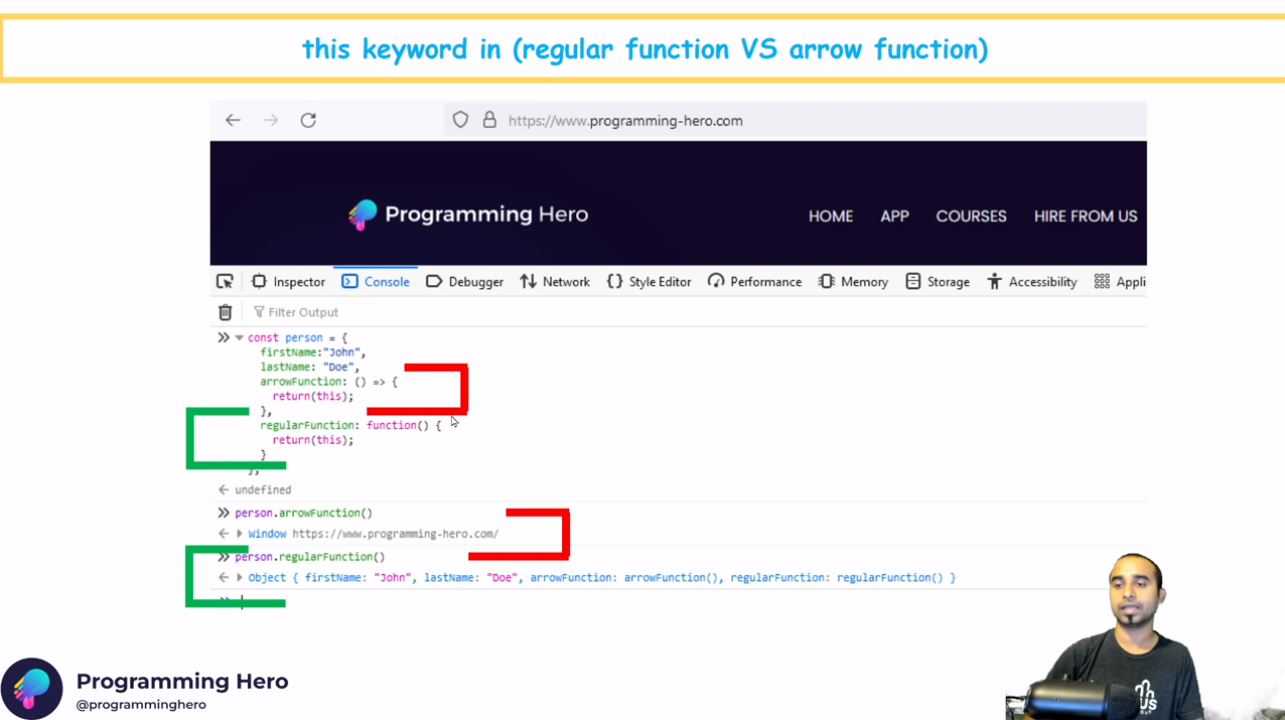 this keyword in (regular function VS arrow function)
https://www.programming-hero.com
Programming Hero
HOME APP COURSES HIRE FROM US
Inspector Console Debugger Network Style Editor Performance Memory Storage Accessibility Appli
Filter Output
» const person = {
firstName:"John",
lastName: "Doe",
arrowFunction: () => {
return(this);
},
regularFunction: function() {
return(this);
}
};
undefined
» person.arrowFunction()
Window https://www.programming-hero.com/
» person.regularFunction()
Object { firstName: "John", lastName: "Doe", arrowFunction: arrowFunction(), regularFunction: regularFunction() }
»
Programming Hero
@programminghero